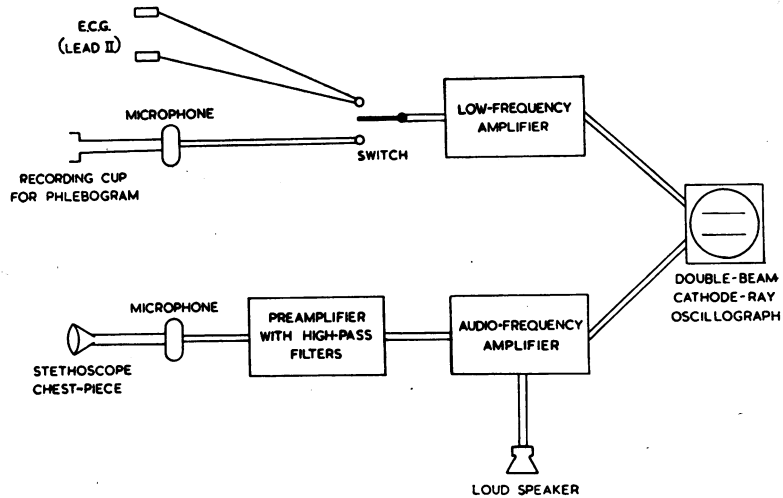 E.C.G.
(LEAD II)
MICROPHONE
RECORDING CUP
FOR PHLEBOGRAM
SWITCH
LOW-FREQUENCY
AMPLIFIER
DOUBLE-BEAM
CATHODE-RAY
OSCILLOGRAPH
MICROPHONE
STETHOSCOPE
CHEST-PIECE
PREAMPLIFIER
WITH HIGH-PASS
FILTERS
AUDIO-FREQUENCY
AMPLIFIER
LOUD SPEAKER